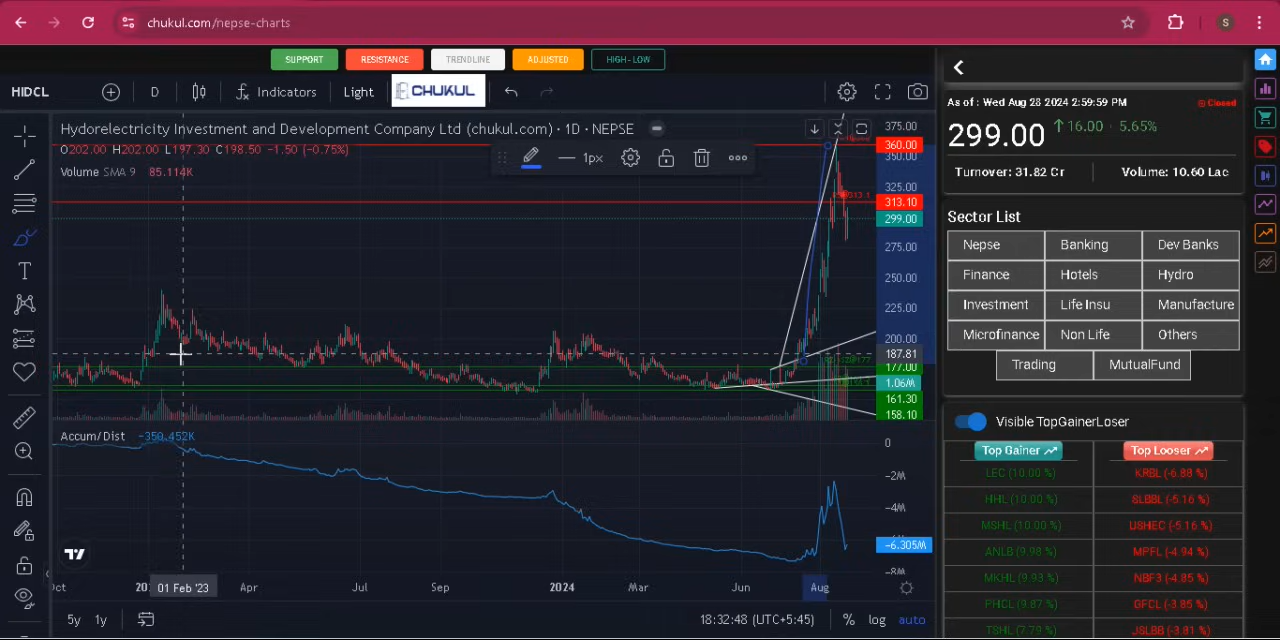 chukul.com/nepse-charts
S
SUPPORT RESISTANCE TRENDLINE ADJUSTED HIGH-LOW
HIDCL D Indicators Light CHUKUL
Hydorelectricity Investment and Development Company Ltd (chukul.com) · 1D · NEPSE
O202.00 H202.00 L197.30 C198.50 -1.50 (-0.75%)
1px
Volume SMA 9 85.114K
375.00
360.00
350.00
325.00
313.10
299.00
275.00
250.00
225.00
200.00
187.81
177.00
1.06M
161.30
158.10
Accum/Dist -350.452K
0
-2M
-4M
-6.305M
-8M
01 Feb '23 Apr Jul Sep 2024 Mar Jun Aug
5y 1y 18:32:48 (UTC+5:45) % log auto
As of : Wed Aug 28 2024 2:59:59 PM Closed
299.00 16.00 · 5.65%
Turnover: 31.82 Cr Volume: 10.60 Lac
Sector List
Nepse Banking Dev Banks
Finance Hotels Hydro
Investment Life Insu Manufacture
Microfinance Non Life Others
Trading MutualFund
Visible TopGainerLoser
Top Gainer Top Looser
LEC (10.00 %) KRBL (-6.88 %)
HHL (10.00 %) SLBBL (-5.16 %)
MSHL (10.00 %) USHEC (-5.16 %)
ANLB (9.98 %) MPFL (-4.94 %)
MKHL (9.93 %) NBF3 (-4.85 %)
PHCL (9.87 %) GFCL (-3.85 %)
TSHL (7.79 %) JSLBB (-3.81 %)